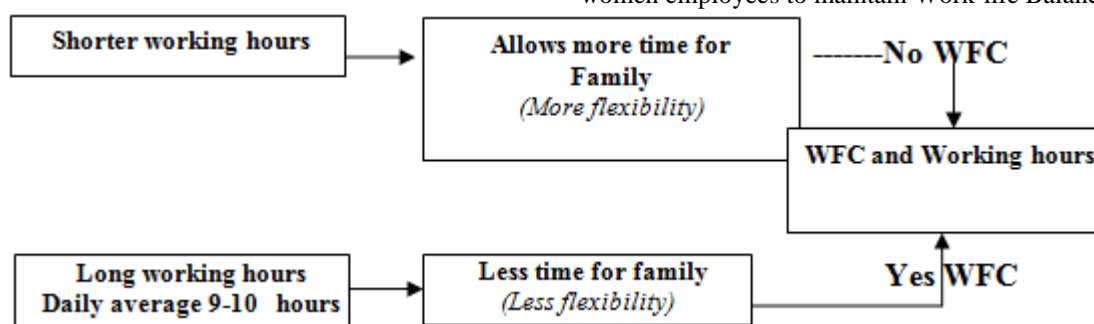 women employees to maintain Work-life Balanc
Shorter working hours
Allows more time for
Family
(More flexibility)
-------No WFC
WFC and Working hours
Long working hours
Daily average 9-10 hours
Less time for family
(Less flexibility)
Yes WFC